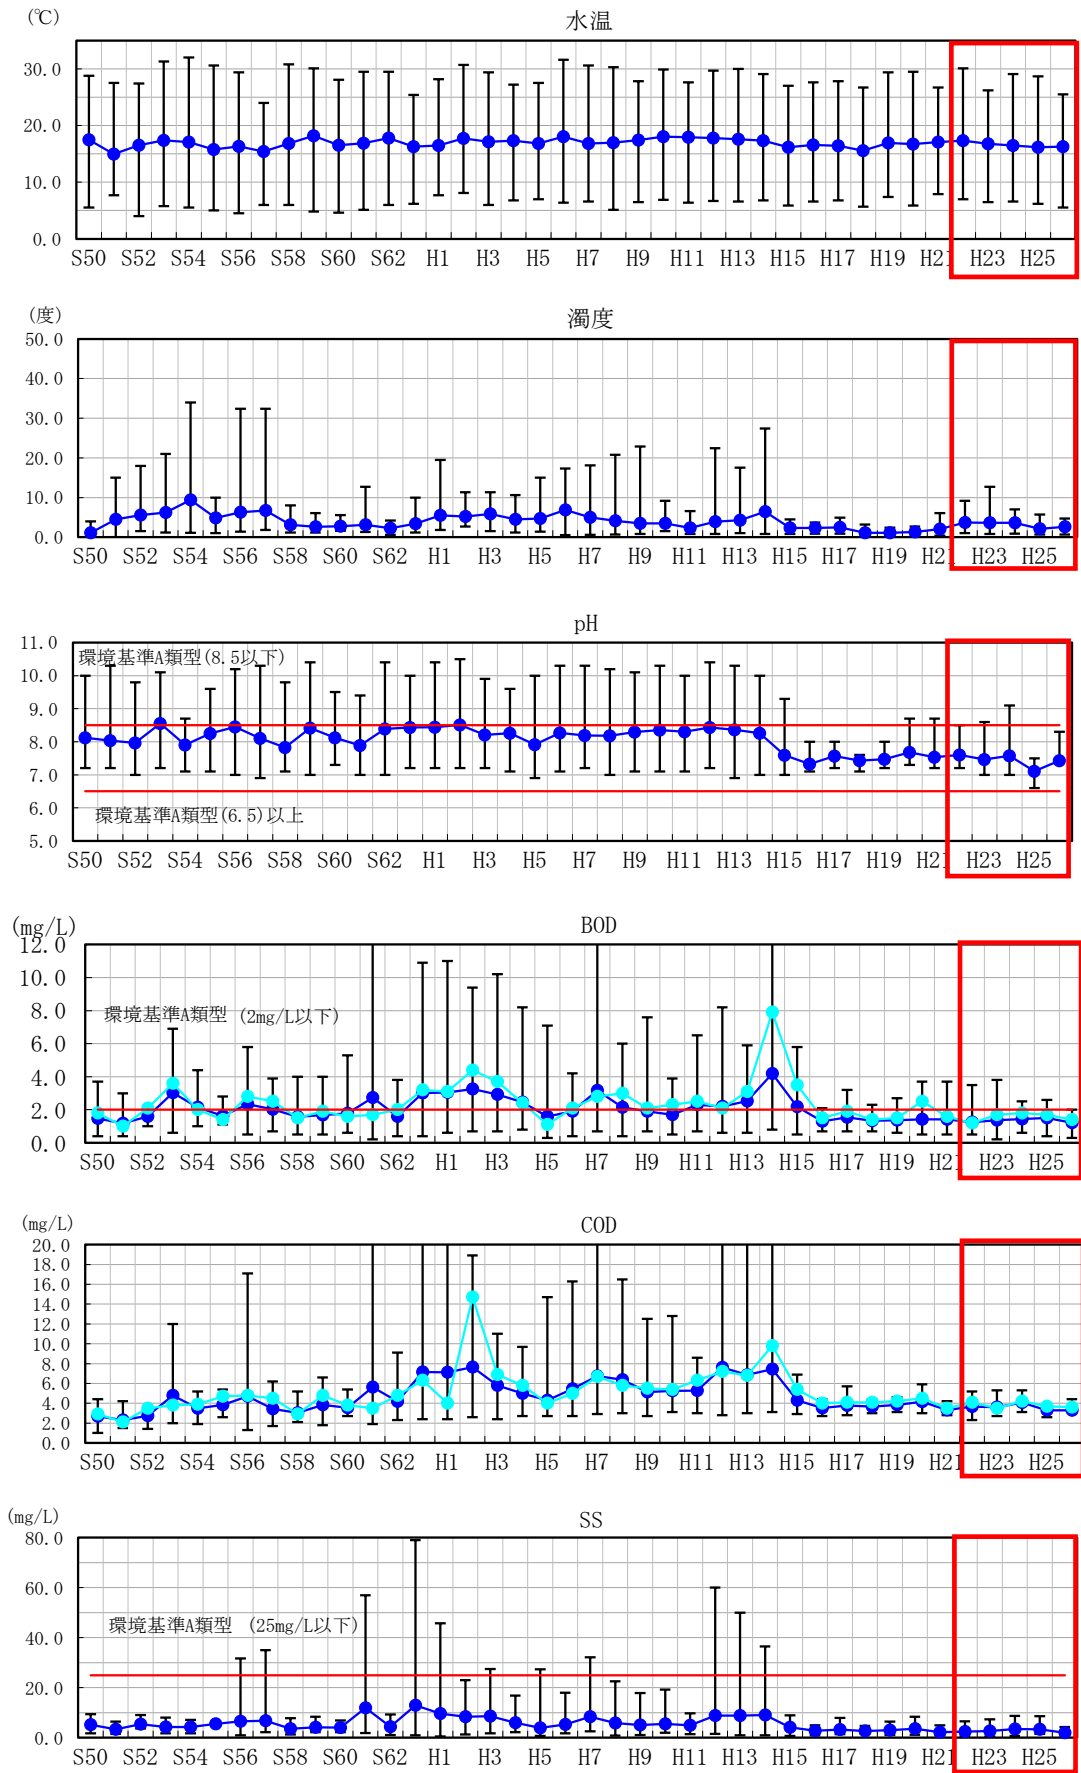 (℃)
水温
30.0
20.0
10.0
0.0
S50 S52 S54 S56 S58 S60 S62 H1 H3 H5 H7 H9 H11 H13 H15 H17 H19 H21 H23 H25
(度)
濁度
50.0
40.0
30.0
20.0
10.0
0.0
S50 S52 S54 S56 S58 S60 S62 H1 H3 H5 H7 H9 H11 H13 H15 H17 H19 H21 H23 H25
pH
11.0
環境基準A類型(8.5以下)
10.0
9.0
8.0
7.0
6.0
環境基準A類型(6.5)以上
5.0
S50 S52 S54 S56 S58 S60 S62 H1 H3 H5 H7 H9 H11 H13 H15 H17 H19 H21 H23 H25
(mg/L)
BOD
12.0
10.0
環境基準A類型 (2mg/L以下)
8.0
6.0
4.0
2.0
0.0
S50 S52 S54 S56 S58 S60 S62 H1 H3 H5 H7 H9 H11 H13 H15 H17 H19 H21 H23 H25
(mg/L)
COD
20.0
18.0
16.0
14.0
12.0
10.0
8.0
6.0
4.0
2.0
0.0
S50 S52 S54 S56 S58 S60 S62 H1 H3 H5 H7 H9 H11 H13 H15 H17 H19 H21 H23 H25
(mg/L)
SS
80.0
60.0
環境基準A類型 (25mg/L以下)
40.0
20.0
0.0
S50 S52 S54 S56 S58 S60 S62 H1 H3 H5 H7 H9 H11 H13 H15 H17 H19 H21 H23 H25